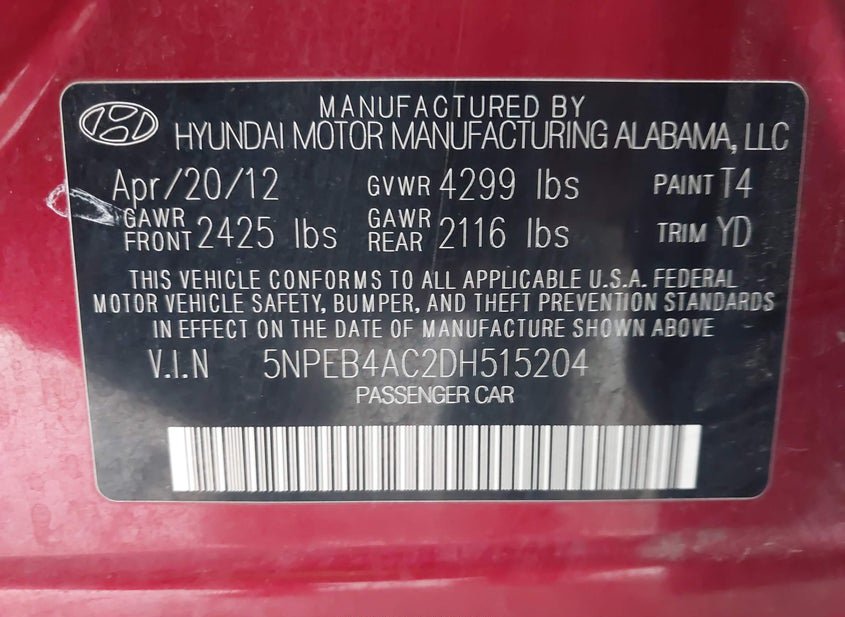 MANUFACTURED BY
HYUNDAI MOTOR MANUFACTURING ALABAMA, LLC
Apr/20/12 GVWR 4299 lbs PAINT T4
GAWR FRONT 2425 lbs GAWR REAR 2116 lbs TRIM YD
THIS VEHICLE CONFORMS TO ALL APPLICABLE U.S.A. FEDERAL
MOTOR VEHICLE SAFETY, BUMPER, AND THEFT PREVENTION STANDARDS
IN EFFECT ON THE DATE OF MANUFACTURE SHOWN ABOVE
V.I.N 5NPEB4AC2DH515204
PASSENGER CAR